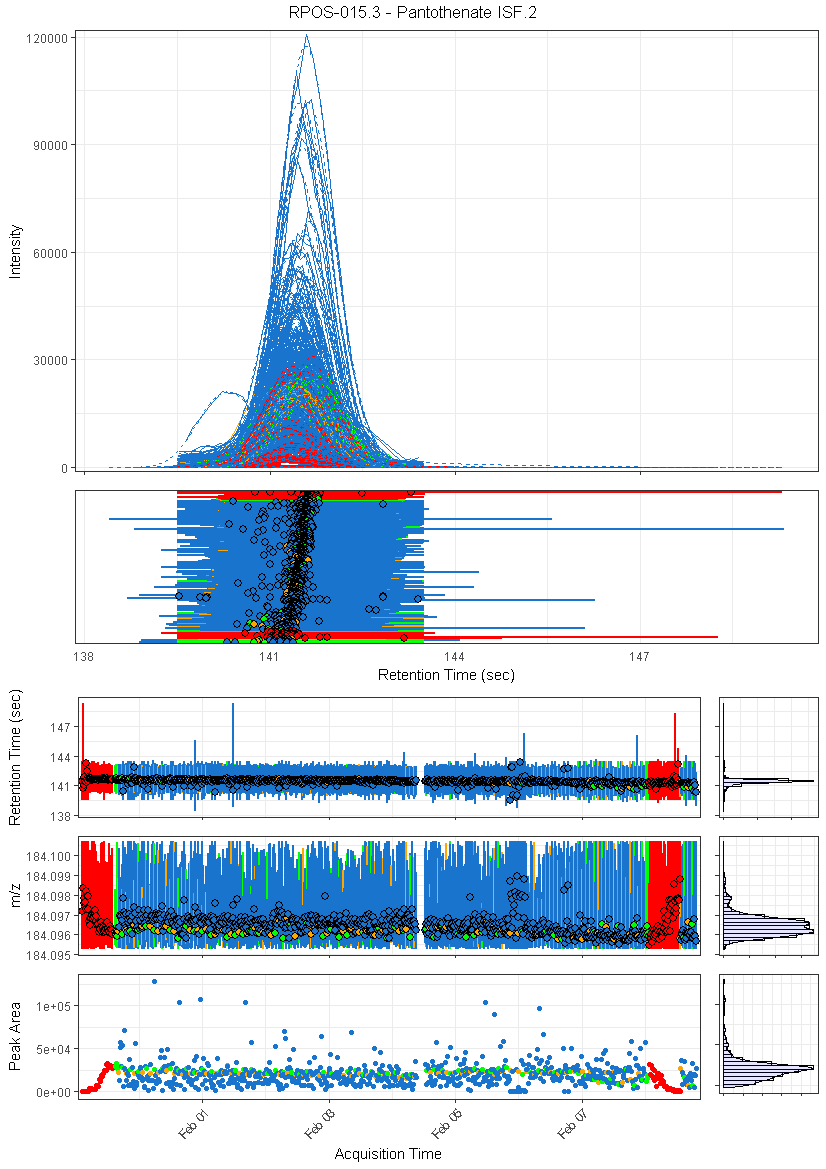 RPOS-015.3 - Pantothenate ISF.2
120000
90000
60000
30000
0
Intensity
138
141
144
147
Retention Time (sec)
147
144
141
138
Retention Time (sec)
184.100
184.099
184.098
184.097
184.096
184.095
m/z
1e+05
5e+04
0e+00
Peak Area
Feb 01
Feb 03
Feb 05
Feb 07
Acquisition Time